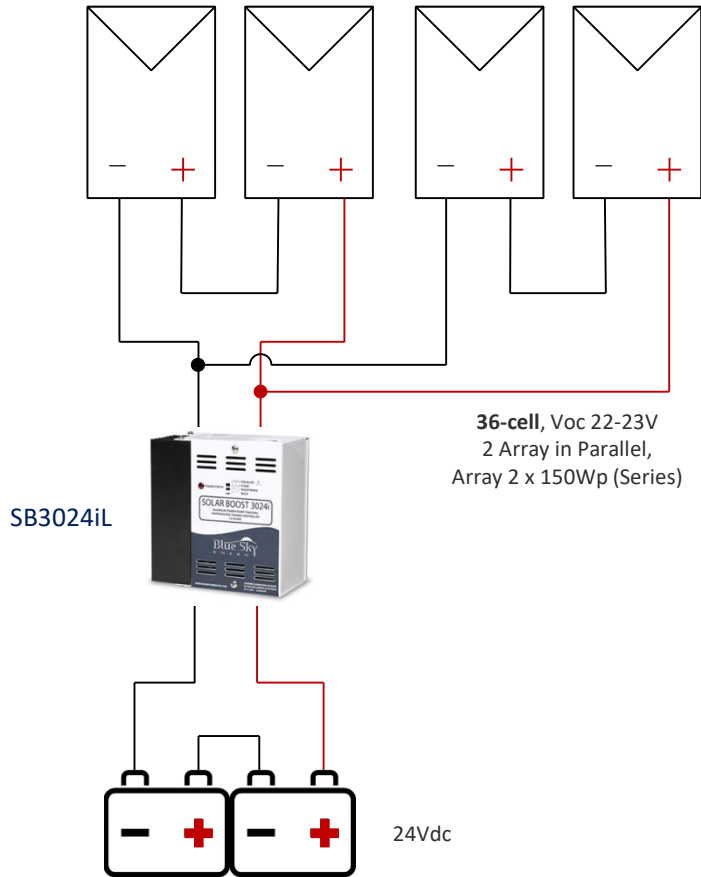 − + − + − + − +
36-cell, Voc 22-23V
2 Array in Parallel,
Array 2 x 150Wp (Series)
SB3024iL
SOLAR BOOST 3024i
Blue Sky
− + − +
24Vdc